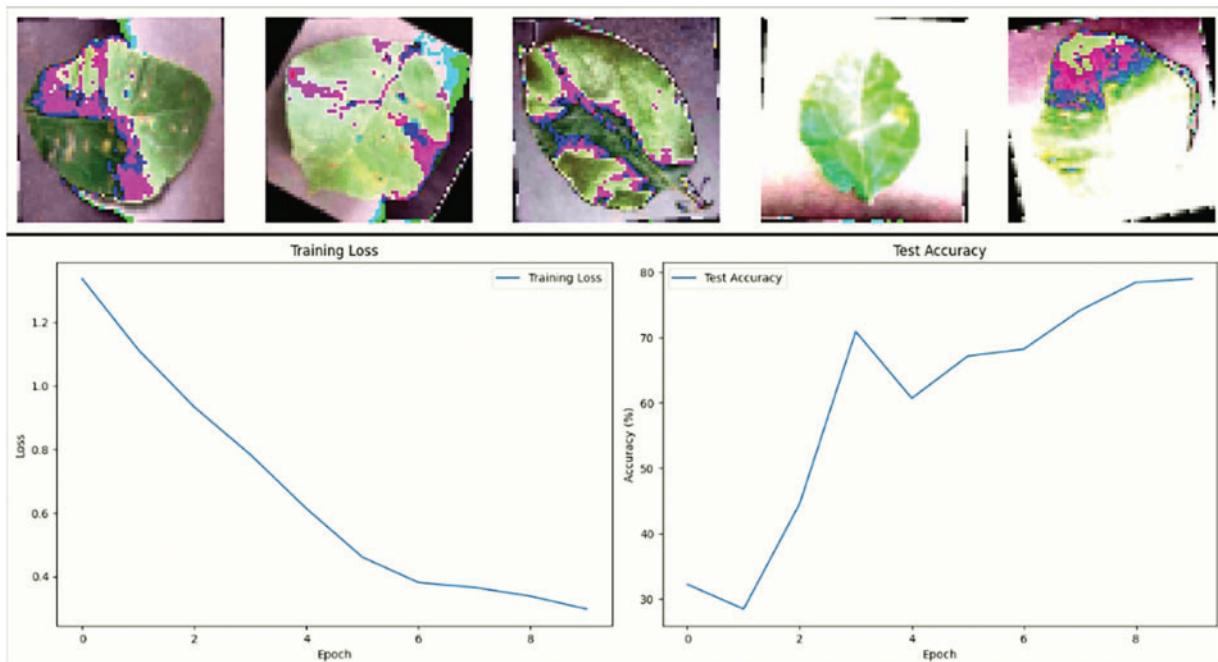 Training Loss
Training Loss
1.2
1.0
0.8
0.6
0.4
Loss
0 2 4 6 8
Epoch
Test Accuracy
Test Accuracy
80
70
60
50
40
30
Accuracy (%)
0 2 4 6 8
Epoch